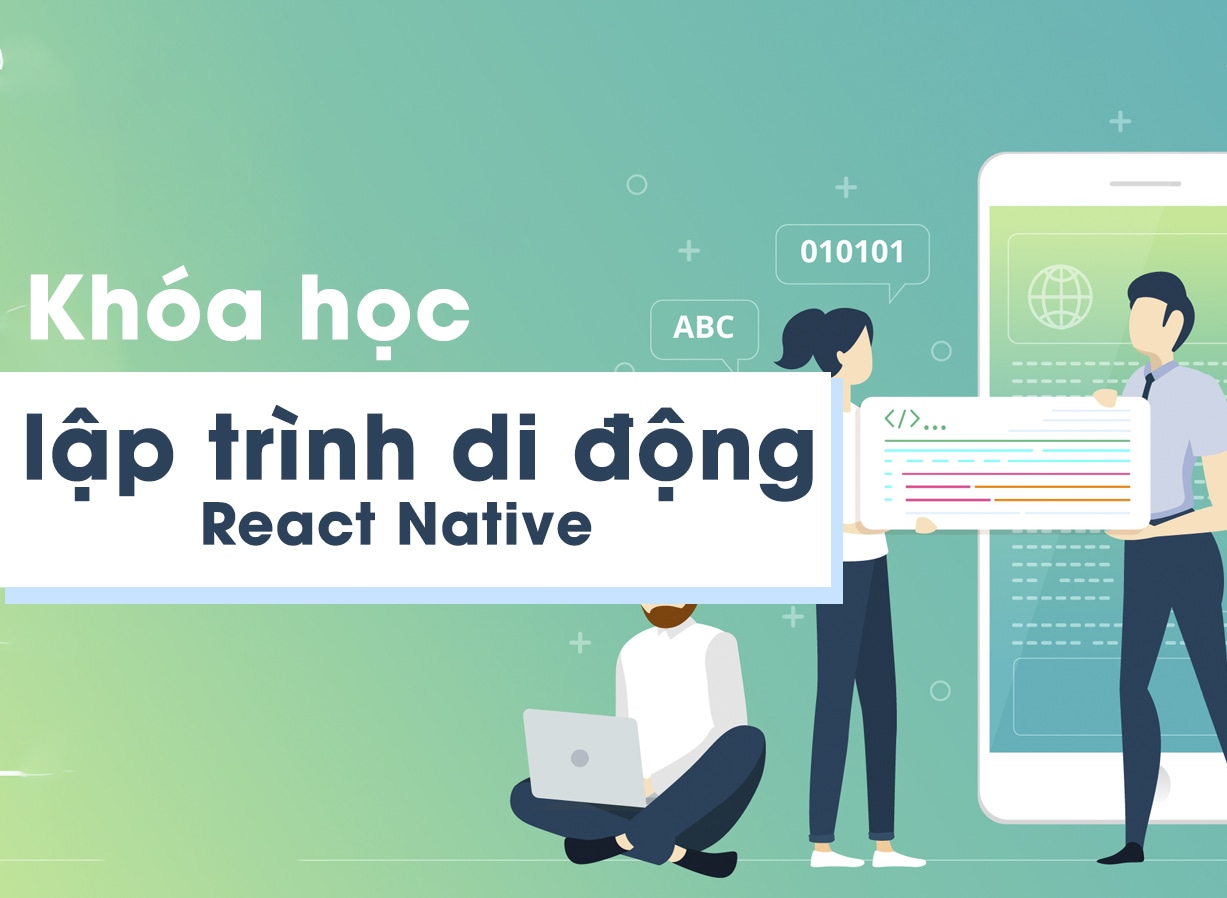 Khóa học
lập trình di động
React Native
010101
ABC
</>...